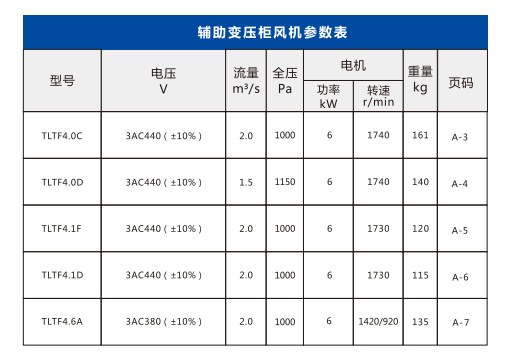 辅助变压柜风机参数表
型号 电压 V 流量 m³/s 全压 Pa 电机 重量 kg 页码
功率 kW 转速 r/min
TLTF4.0C 3AC440 ( ±10% ) 2.0 1000 6 1740 161 A-3
TLTF4.0D 3AC440 ( ±10% ) 1.5 1150 6 1740 140 A-4
TLTF4.1F 3AC440 ( ±10% ) 2.0 1000 6 1730 120 A-5
TLTF4.1D 3AC440 ( ±10% ) 2.0 1000 6 1730 115 A-6
TLTF4.6A 3AC380 ( ±10% ) 2.0 1000 6 1420/920 135 A-7